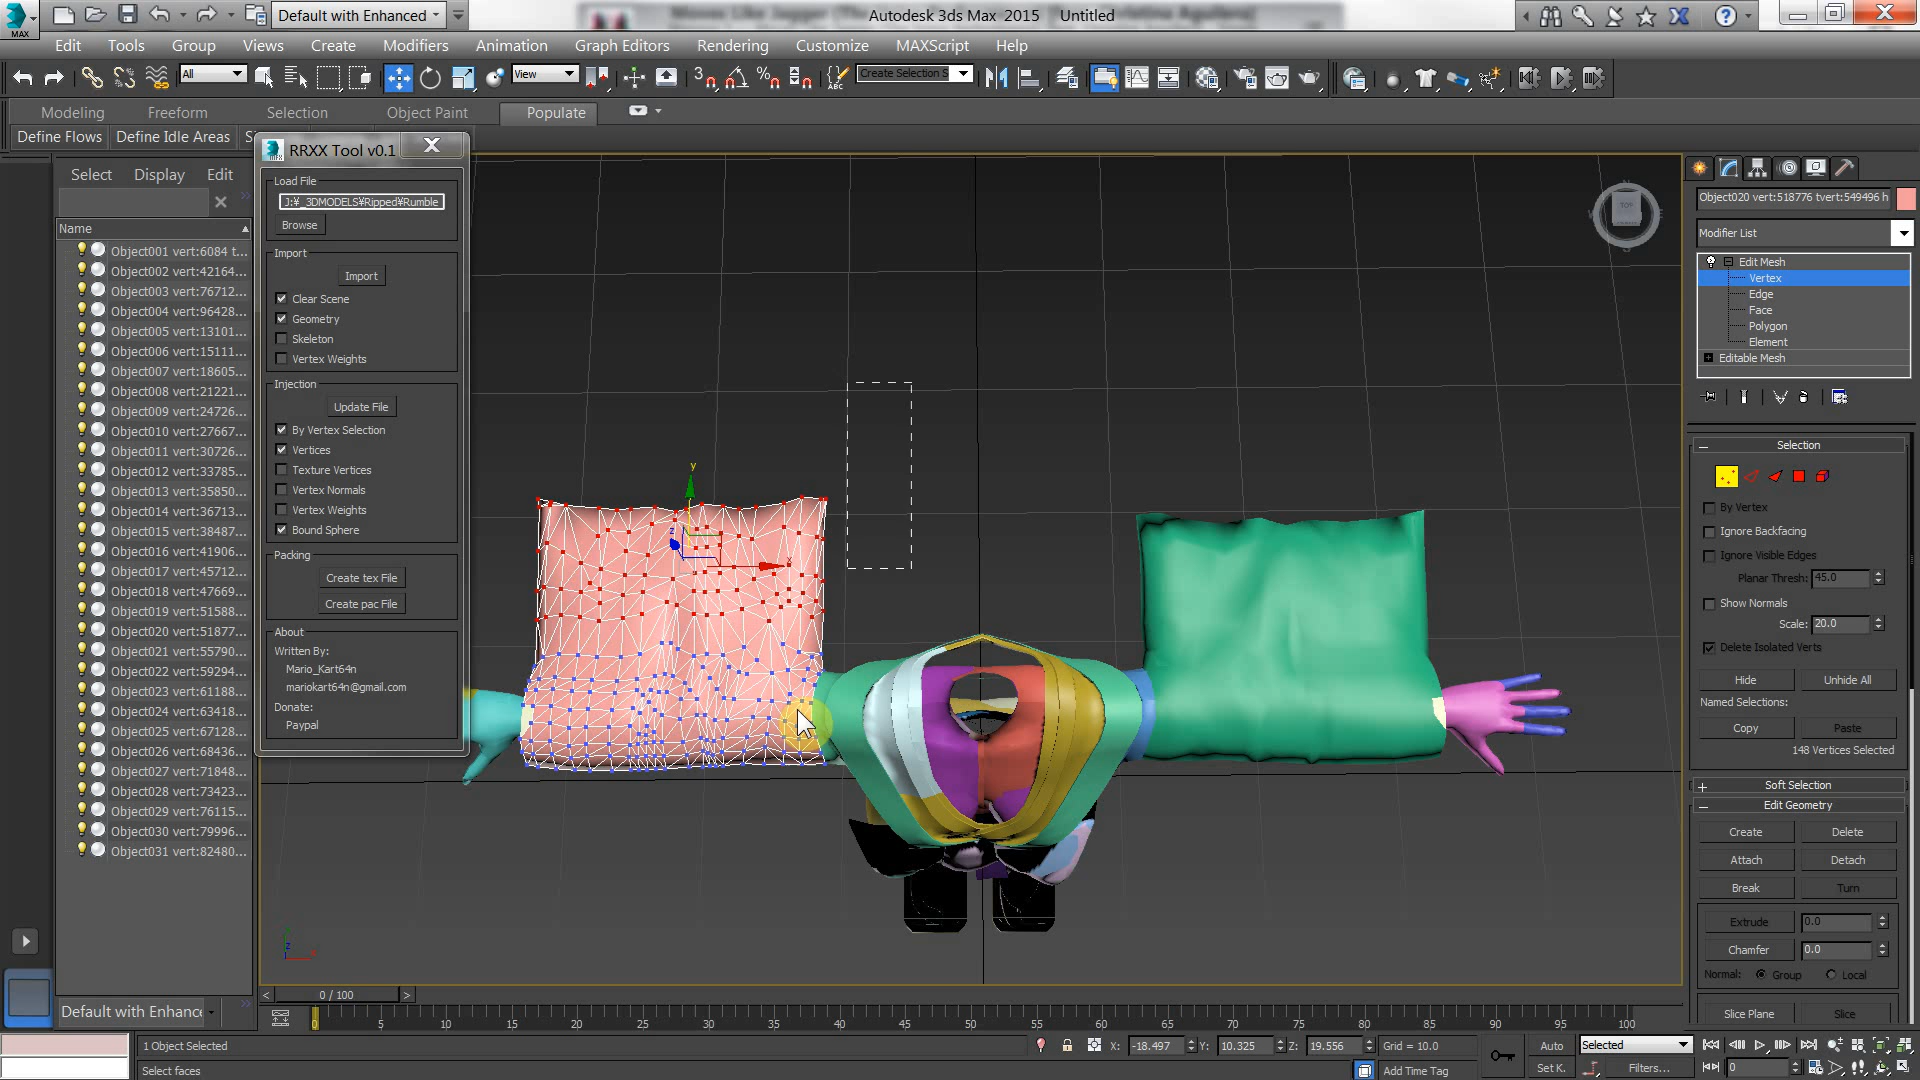 Default with Enhanced
Autodesk 3ds Max 2015 Untitled
MAX
Edit Tools Group Views Create Modifiers Animation Graph Editors Rendering Customize MAXScript Help
All
View
Create Selection S
Modeling Freeform Selection Object Paint Populate
Define Flows Define Idle Areas S
RRXX Tool v0.1
Load File
J:¥_3DMODELS¥Ripped¥Rumble
Browse
Import
Import
Clear Scene
Geometry
Skeleton
Vertex Weights
Injection
Update File
By Vertex Selection
Vertices
Texture Vertices
Vertex Normals
Vertex Weights
Bound Sphere
Packing
Create tex File
Create pac File
About
Written By:
Mario_Kart64n
mariokart64n@gmail.com
Donate:
Paypal
Select Display Edit
Name
Object001 vert:6084 t...
Object002 vert:42164...
Object003 vert:76712...
Object004 vert:96428...
Object005 vert:13101...
Object006 vert:15111...
Object007 vert:18605...
Object008 vert:21221...
Object009 vert:24726...
Object010 vert:27667...
Object011 vert:30726...
Object012 vert:33785...
Object013 vert:35850...
Object014 vert:36713...
Object015 vert:38487...
Object016 vert:41906...
Object017 vert:45712...
Object018 vert:47669...
Object019 vert:51588...
Object020 vert:51877...
Object021 vert:55790...
Object022 vert:59294...
Object023 vert:61188...
Object024 vert:63418...
Object025 vert:67128...
Object026 vert:68436...
Object027 vert:71848...
Object028 vert:73423...
Object029 vert:76115...
Object030 vert:79996...
Object031 vert:82480...
Default with Enhance
y
z
x
TOP
Object020 vert:518776 tvert:549496 h
Modifier List
Edit Mesh
Vertex
Edge
Face
Polygon
Element
Editable Mesh
Selection
By Vertex
Ignore Backfacing
Ignore Visible Edges
Planar Thresh: 45.0
Show Normals
Scale: 20.0
Delete Isolated Verts
Hide Unhide All
Named Selections:
Copy Paste
148 Vertices Selected
Soft Selection
Edit Geometry
Create Delete
Attach Detach
Break Turn
Extrude 0.0
Chamfer 0.0
Normal: Group Local
Slice Plane Slice
0 / 100
0 5 10 15 20 25 30 35 40 45 50 55 60 65 70 75 80 85 90 95 100
1 Object Selected
X: -18.497 Y: 10.325 Z: 19.556 Grid = 10.0
Auto Selected
Select faces
Add Time Tag
Set K. Filters... 0